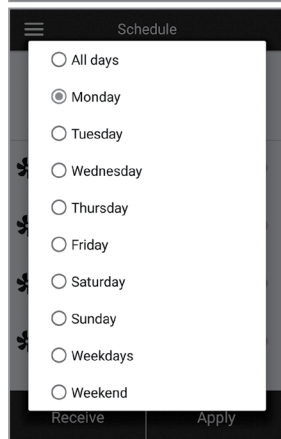 Schedule
All days
Monday
Tuesday
Wednesday
Thursday
Friday
Saturday
Sunday
Weekdays
Weekend
Receive
Apply